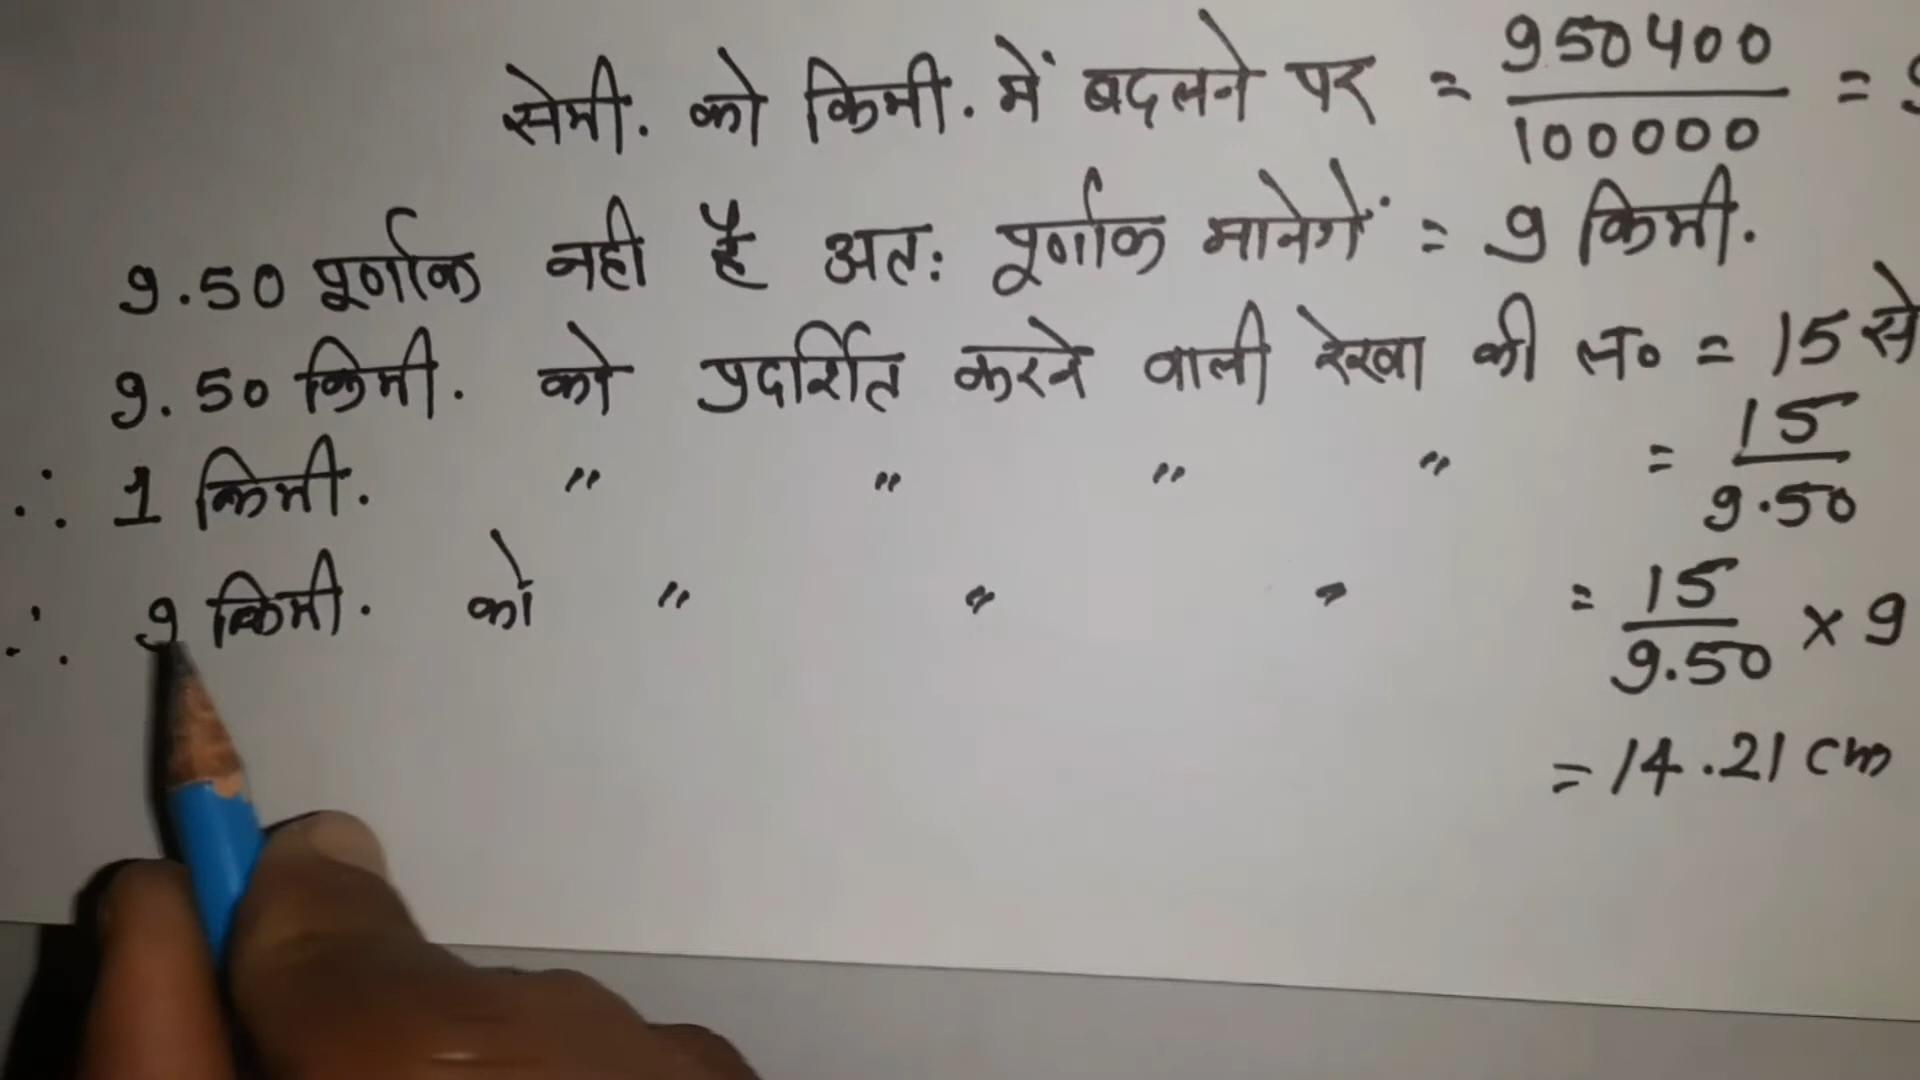 सेमी. को किमी. में बदलने पर = 950400 / 100000 =
9.50 पूर्णांक नही है अत: पूर्णांक मानेगें = 9 किमी.
9.50 किमी. को प्रदर्शित करने वाली रेखा की ल० = 15 से
∴ 1 किमी. " " " " = 15 / 9.50
∴ 9 किमी. को " " " = 15 / 9.50 × 9
= 14.21 cm